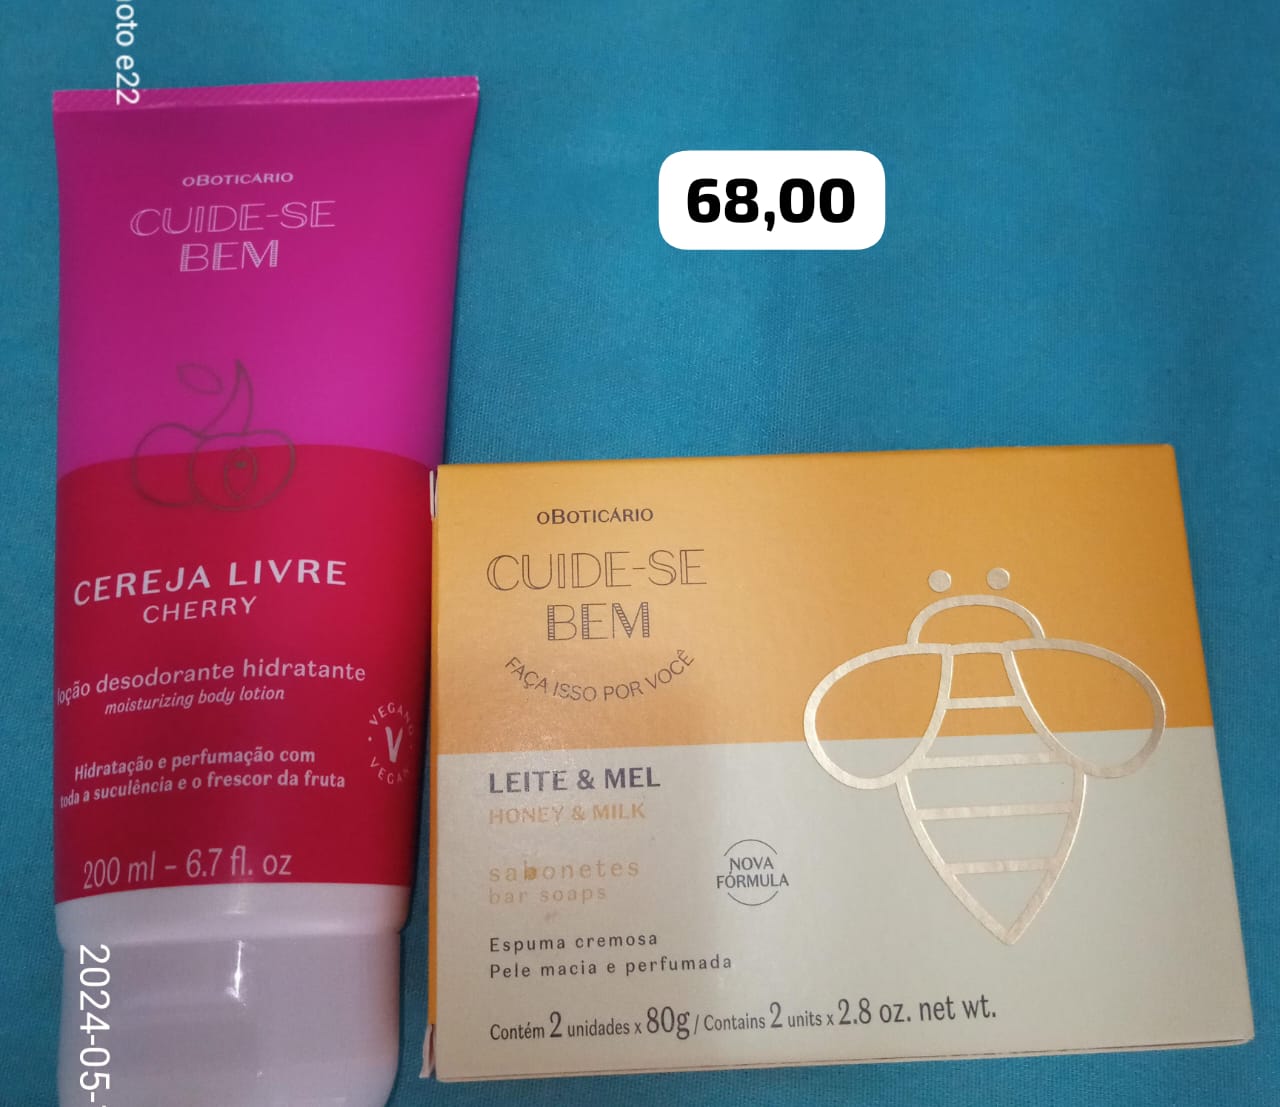 oto e22
oBOTICÁRIO
CUIDE-SE
BEM
CEREJA LIVRE
CHERRY
loção desodorante hidratante
moisturizing body lotion
VEGANO
V
Hidratação e perfumação com
toda a suculência e o frescor da fruta
200 ml – 6.7 fl. oz
2024-05-
68,00
oBOTICÁRIO
CUIDE-SE
BEM
FAÇA ISSO POR VOCÊ
LEITE & MEL
HONEY & MILK
sabonetes
bar soaps
NOVA
FÓRMULA
Espuma cremosa
Pele macia e perfumada
Contém 2 unidades x 80g / Contains 2 units x 2.8 oz. net wt.